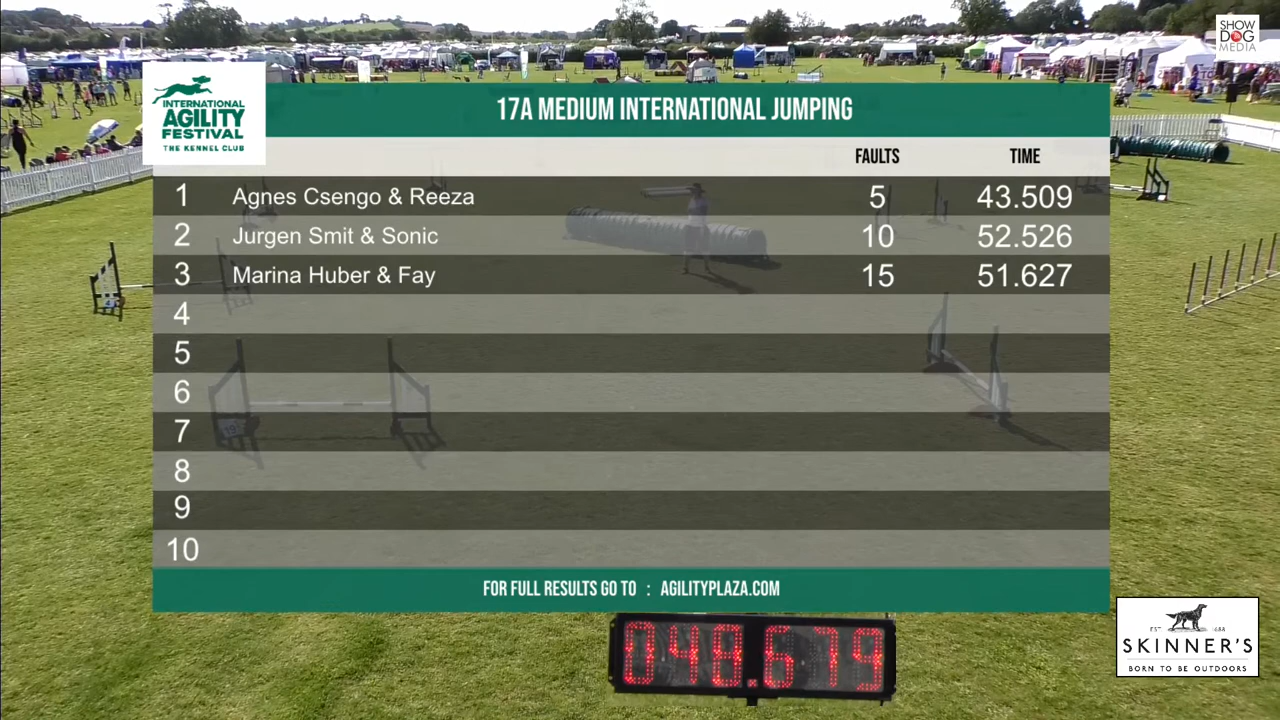 SHOW
DOG
MEDIA
INTERNATIONAL
AGILITY
FESTIVAL
THE KENNEL CLUB
17A MEDIUM INTERNATIONAL JUMPING
FAULTS TIME
1 Agnes Csengo & Reeza 5 43.509
2 Jurgen Smit & Sonic 10 52.526
3 Marina Huber & Fay 15 51.627
4
5
6
7
8
9
10
FOR FULL RESULTS GO TO : AGILITYPLAZA.COM
048.679
SKINNER'S
BORN TO BE OUTDOORS